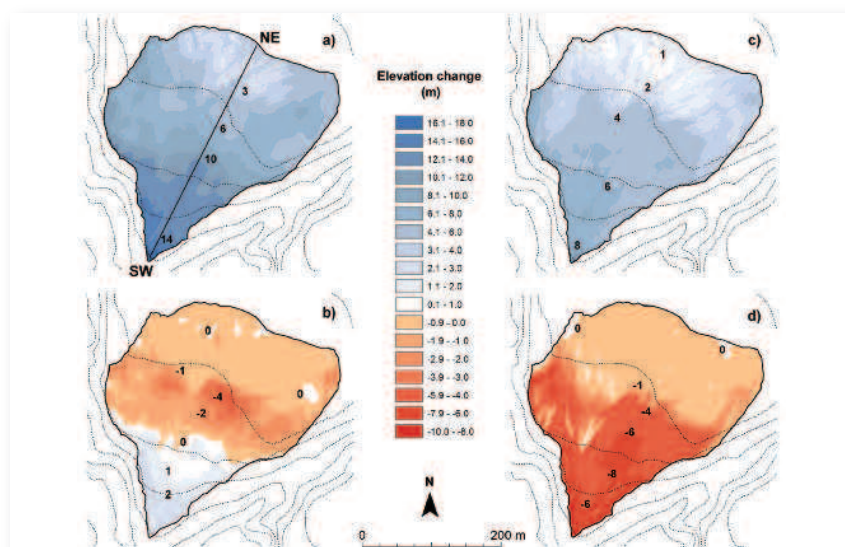 a)
NE
3
6
10
14
SW
Elevation change
(m)
16.1 - 18.0
14.1 - 16.0
12.1 - 14.0
10.1 - 12.0
8.1 - 10.0
6.1 - 8.0
4.1 - 6.0
3.1 - 4.0
2.1 - 3.0
1.1 - 2.0
0.1 - 1.0
-0.9 - 0.0
-1.9 - -1.0
-2.9 - -2.0
-3.9 - -3.0
-5.9 - -4.0
-7.9 - -6.0
-10.0 - -8.0
N
0
200 m
c)
1
2
4
6
8
b)
0
-1
-4
0
-2
0
1
2
d)
0
0
-1
-4
-6
-8
-6